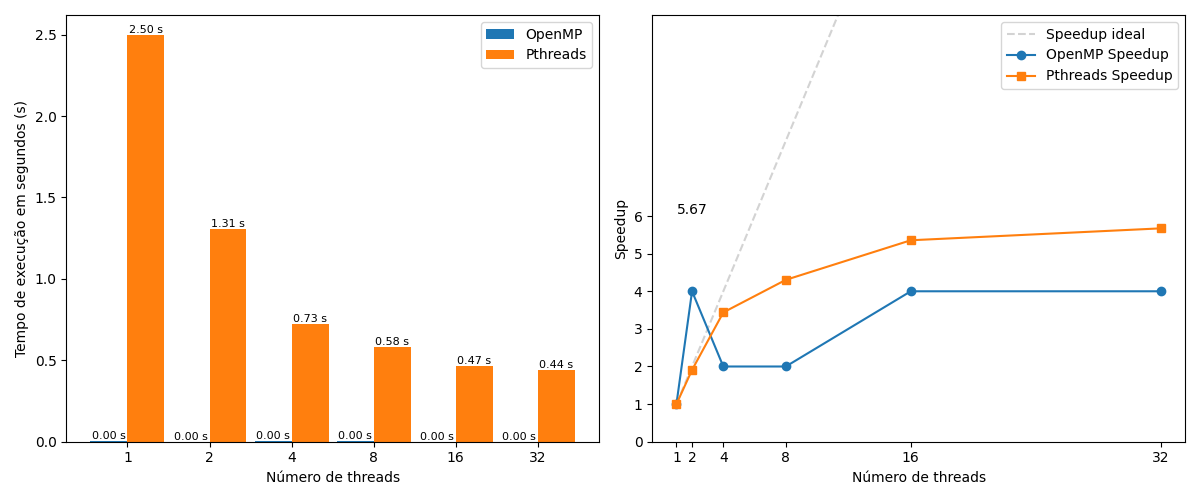 OpenMP
Pthreads
Tempo de execução em segundos (s)
2.5
2.0
1.5
1.0
0.5
0.0
2.50 s
1.31 s
0.73 s
0.58 s
0.47 s
0.44 s
0.00 s 0.00 s 0.00 s 0.00 s 0.00 s 0.00 s
1 2 4 8 16 32
Número de threads
Speedup ideal
OpenMP Speedup
Pthreads Speedup
5.67
Speedup
6
5
4
3
2
1
0
1 2 4 8 16 32
Número de threads